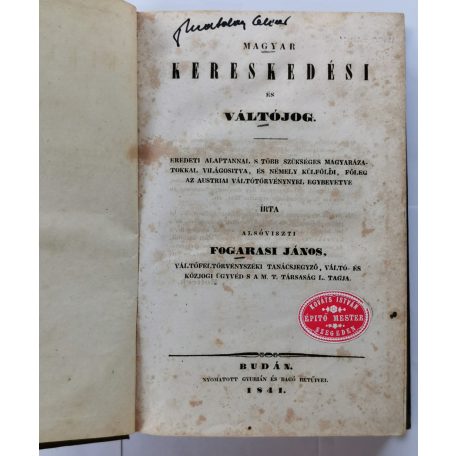 MAGYAR
KERESKEDÉSI
ÉS
VÁLTÓJOG.
EREDETI ALAPTANNAL S TÖBB SZÜKSÉGES MAGYARÁZA-
TOKKAL VILÁGOSITVA, ÉS NÉMELY KÜLFÖLDI, FŐLEG
AZ AUSTRIAI VÁLTÓTÖRVÉNYNYEL EGYBEVETVE
IRTA
ALSÓVISZTI
FOGARASI JÁNOS,
VÁLTÓFELTÖRVÉNYSZÉKI TANÁCSJEGYZŐ, VÁLTÓ- ÉS
KÖZJOGI ÜGYVÉD S A M. T. TÁRSASÁG L. TAGJA.
KOVÁTS ISTVÁN
ÉPITŐ MESTER
SZEGEDEN
BUDÁN.
NYOMATOTT GYURIÁN ÉS BAGÓ BETŰIVEL
1841.